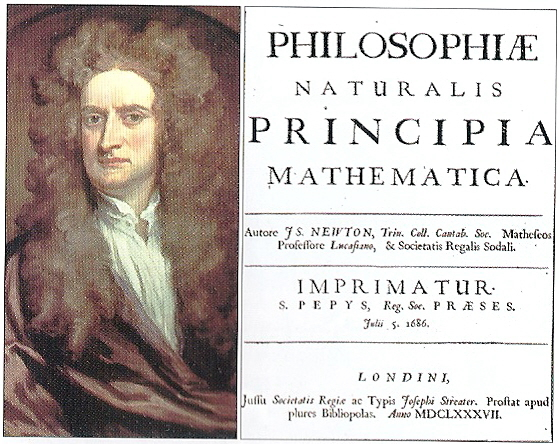 PHILOSOPHIÆ
NATURALIS
PRINCIPIA
MATHEMATICA.
Autore JS. NEWTON, Trin. Coll. Cantab. Soc. Matheseos
Professore Lucasiano, & Societatis Regalis Sodali.
IMPRIMATUR·
S. PEPYS, Reg. Soc. PRÆSES.
Julii 5. 1686.
LONDINI,
Jussu Societatis Regiæ ac Typis Josephi Streater. Prostat apud
plures Bibliopolas. Anno MDCLXXXVII.